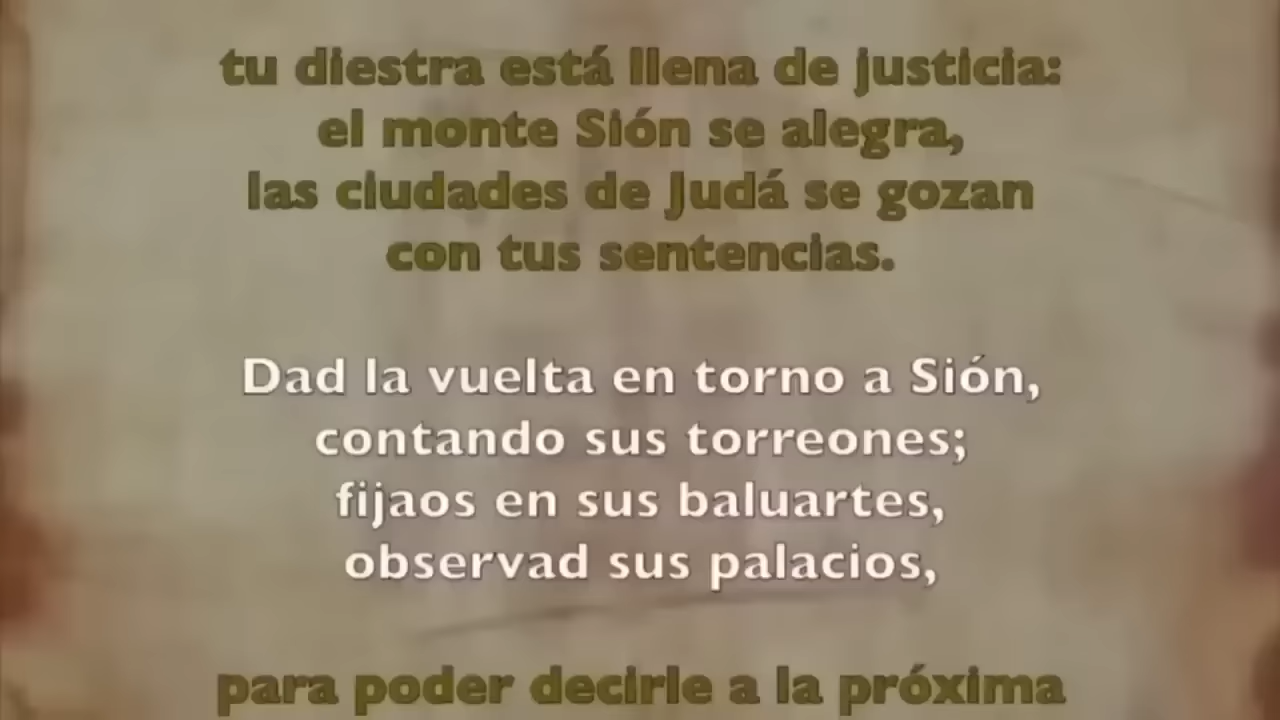 tu diestra está llena de justicia:
el monte Sión se alegra,
las ciudades de Judá se gozan
con tus sentencias.
Dad la vuelta en torno a Sión,
contando sus torreones;
fijaos en sus baluartes,
observad sus palacios,
para poder decirle a la próxima